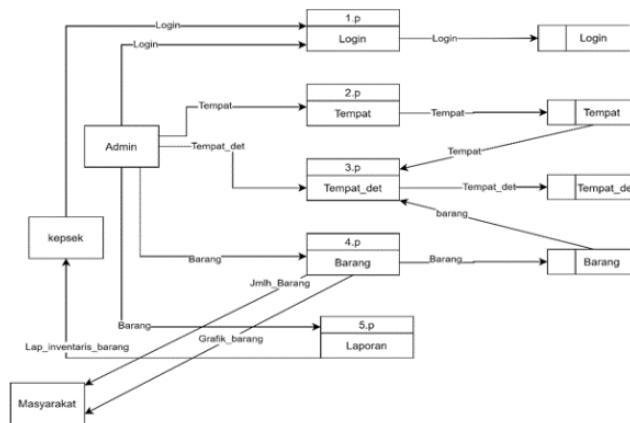 1.p
Login
Login
Login
Login
Login
2.p
Tempat
Tempat
Tempat
Tempat
Admin
Tempat_det
Tempat
3.p
Tempat_det
Tempat_det
Tempat_de
barang
kepsek
4.p
Barang
Barang
Barang
Barang
Jmlh_Barang
Barang
Grafik_barang
5.p
Laporan
Lap_inventaris_barang
Masyarakat